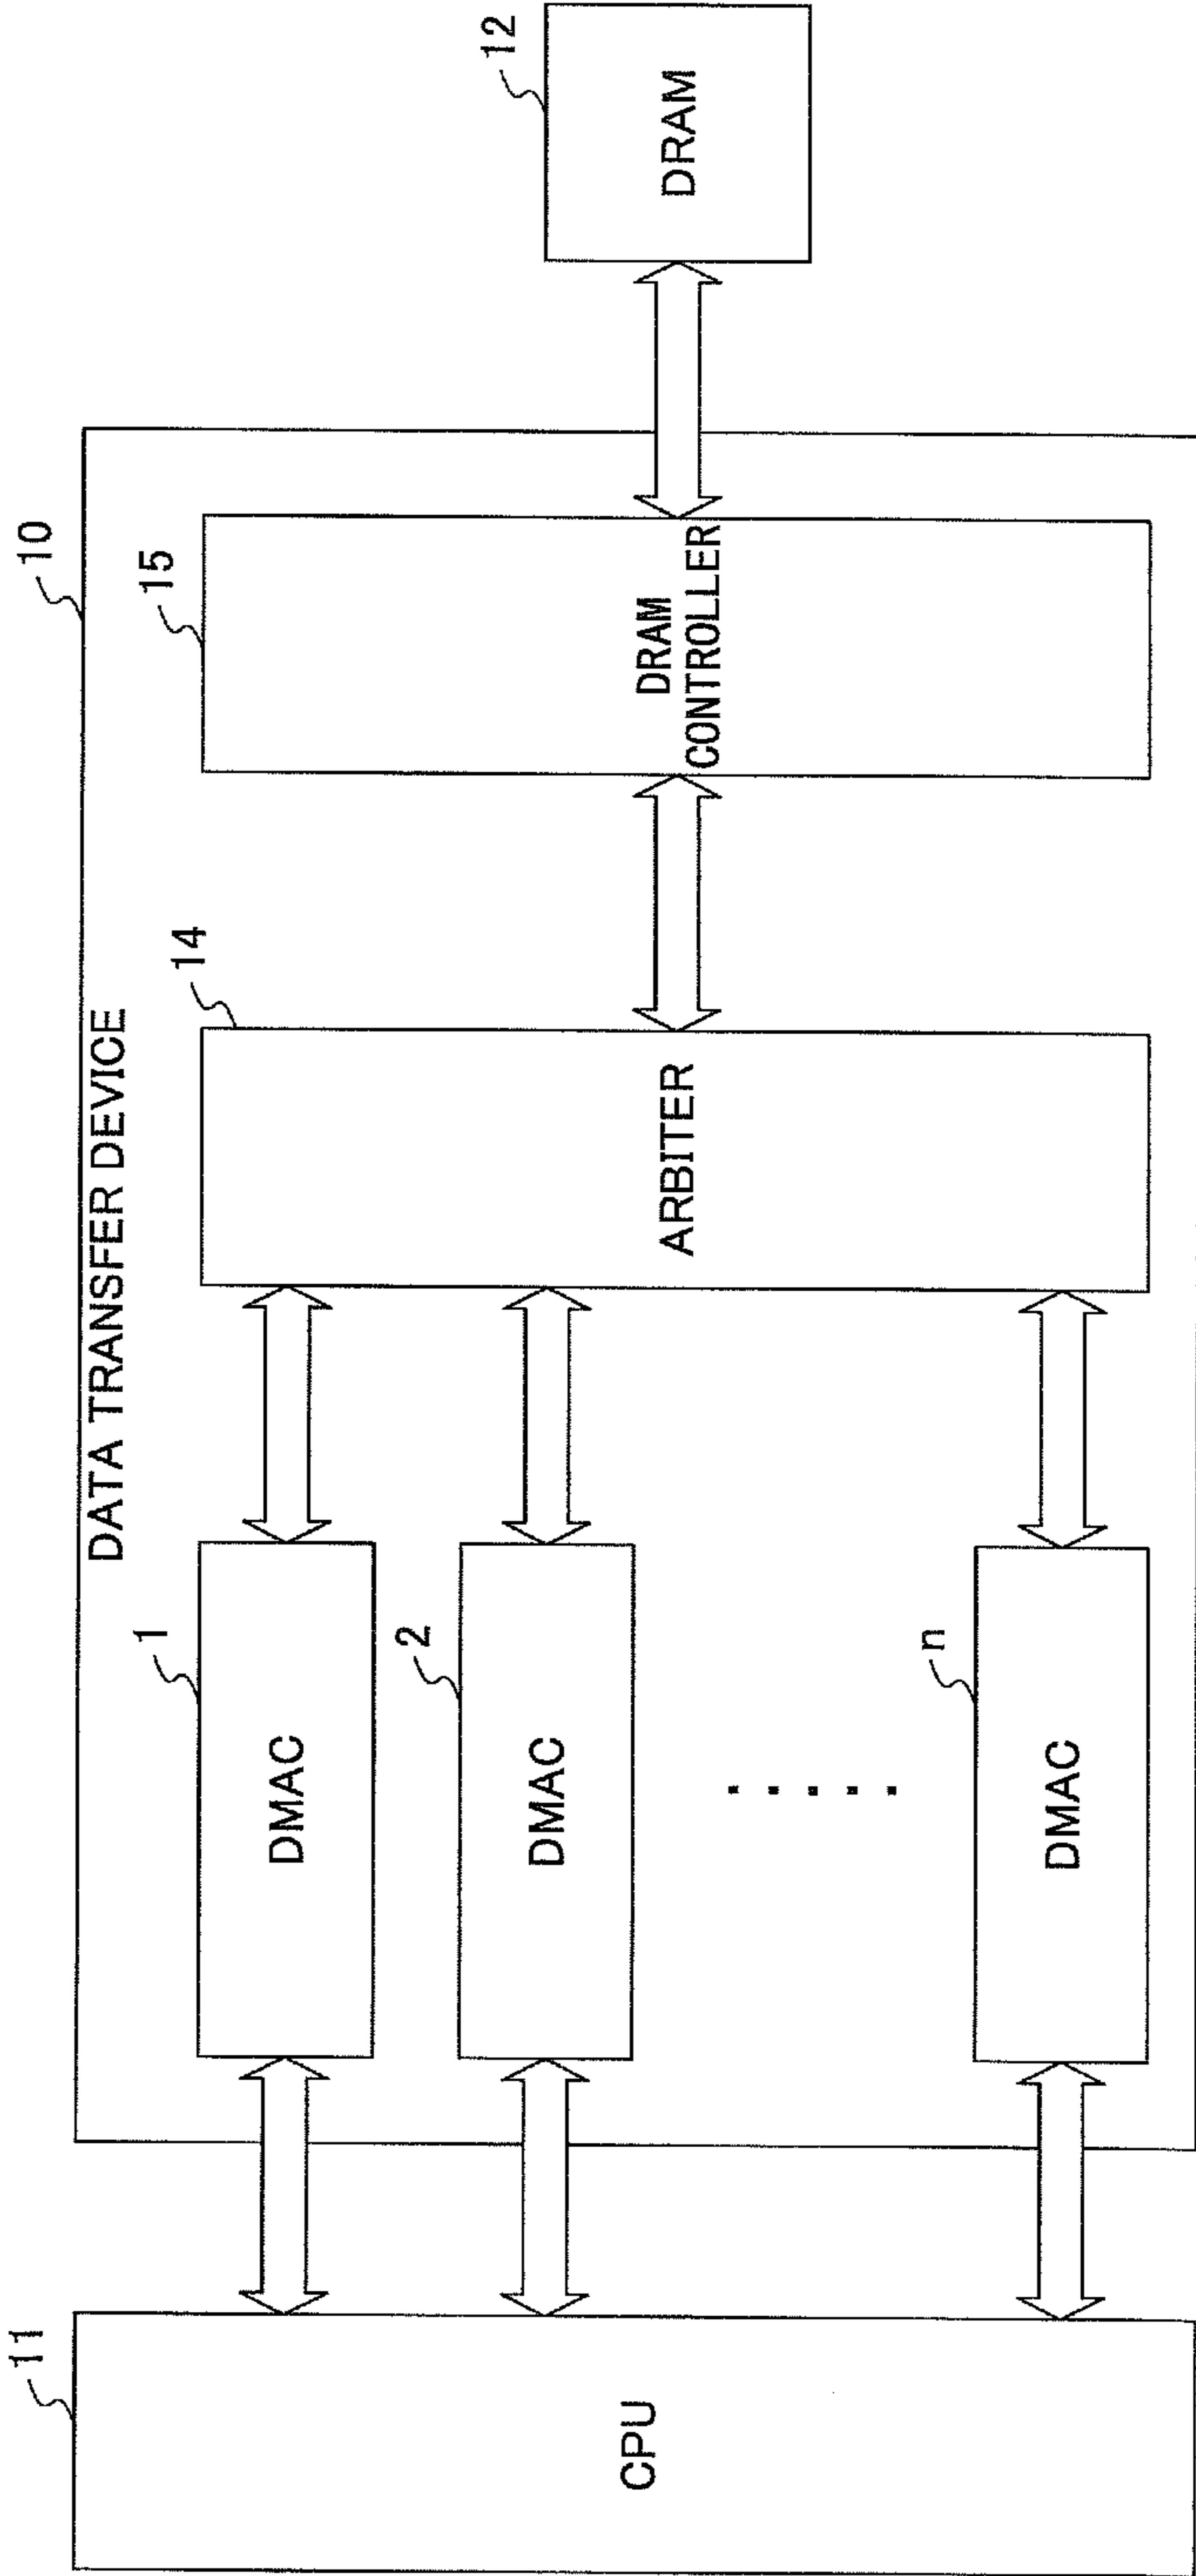 DATA TRANSFER DEVICE
10
11
CPU
1
DMAC
2
DMAC
n
DMAC
14
ARBITER
15
DRAM
CONTROLLER
12
DRAM